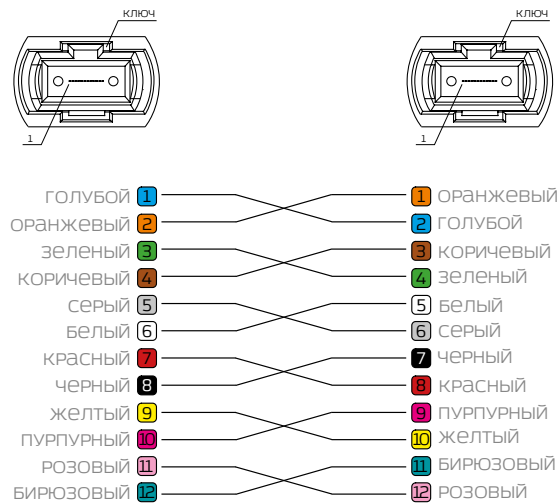 КЛЮЧ КЛЮЧ
1 1
ГОЛУБОЙ 1 1 ОРАНЖЕВЫЙ
ОРАНЖЕВЫЙ 2 2 ГОЛУБОЙ
ЗЕЛЕНЫЙ 3 3 КОРИЧЕВЫЙ
КОРИЧЕВЫЙ 4 4 ЗЕЛЕНЫЙ
СЕРЫЙ 5 5 БЕЛЫЙ
БЕЛЫЙ 6 6 СЕРЫЙ
КРАСНЫЙ 7 7 ЧЕРНЫЙ
ЧЕРНЫЙ 8 8 КРАСНЫЙ
ЖЕЛТЫЙ 9 9 ПУРПУРНЫЙ
ПУРПУРНЫЙ 10 10 ЖЕЛТЫЙ
РОЗОВЫЙ 11 11 БИРЮЗОВЫЙ
БИРЮЗОВЫЙ 12 12 РОЗОВЫЙ